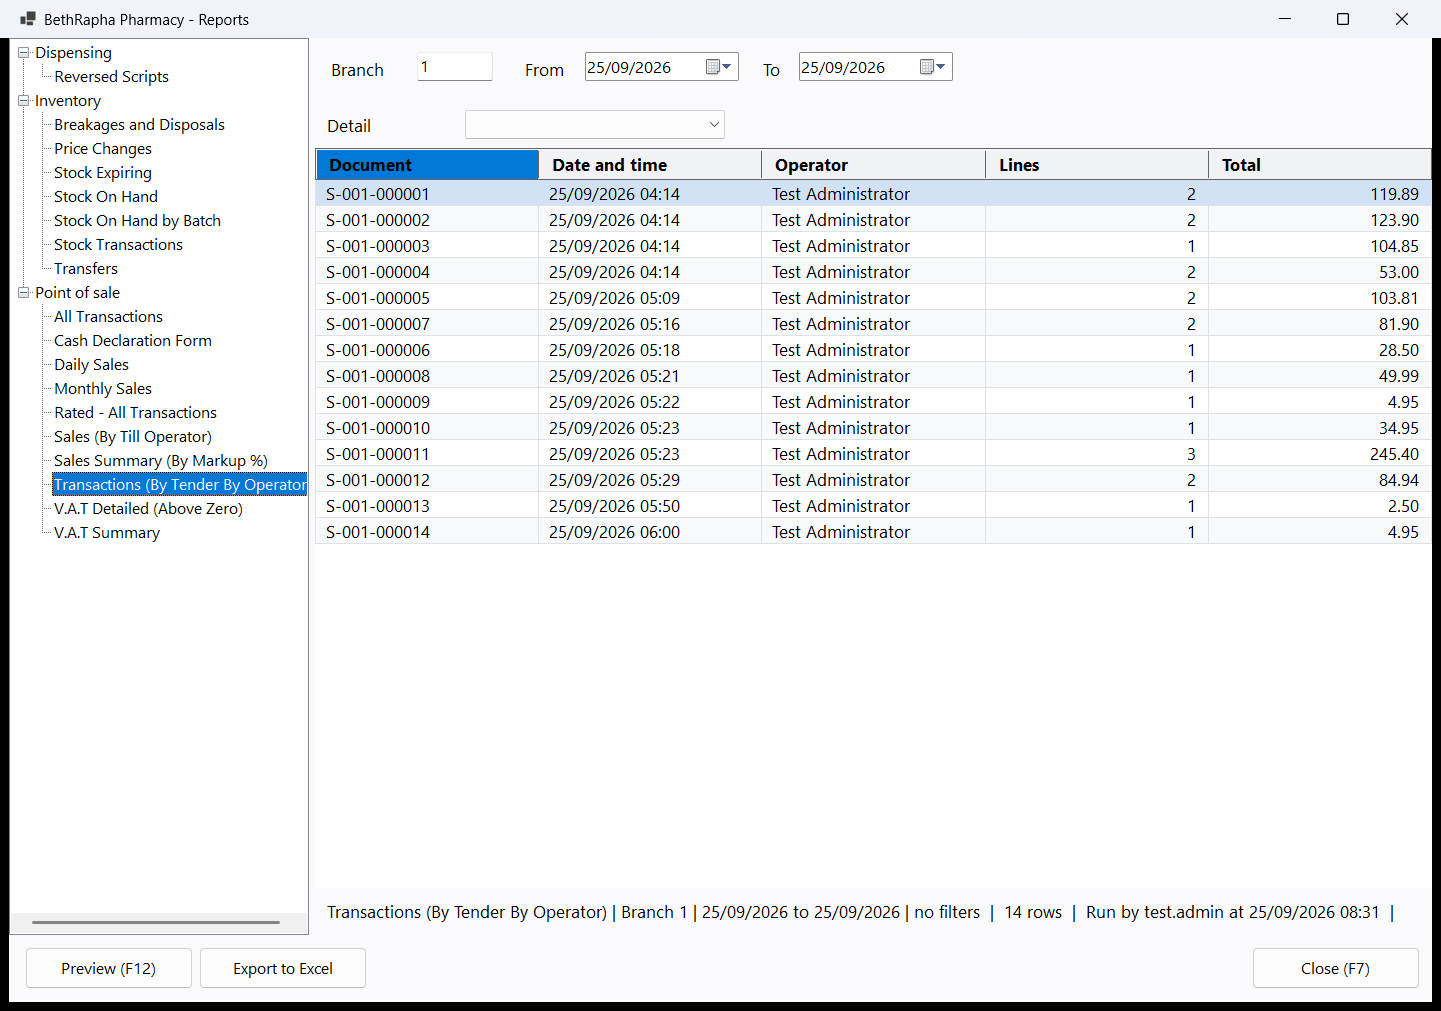 BethRapha Pharmacy - Reports
Dispensing
Reversed Scripts
Inventory
Breakages and Disposals
Price Changes
Stock Expiring
Stock On Hand
Stock On Hand by Batch
Stock Transactions
Transfers
Point of sale
All Transactions
Cash Declaration Form
Daily Sales
Monthly Sales
Rated - All Transactions
Sales (By Till Operator)
Sales Summary (By Markup %)
Transactions (By Tender By Operator
V.A.T Detailed (Above Zero)
V.A.T Summary
Branch 1 From 25/09/2026 To 25/09/2026
Detail
Document Date and time Operator Lines Total
S-001-000001 25/09/2026 04:14 Test Administrator 2 119.89
S-001-000002 25/09/2026 04:14 Test Administrator 2 123.90
S-001-000003 25/09/2026 04:14 Test Administrator 1 104.85
S-001-000004 25/09/2026 04:14 Test Administrator 2 53.00
S-001-000005 25/09/2026 05:09 Test Administrator 2 103.81
S-001-000007 25/09/2026 05:16 Test Administrator 2 81.90
S-001-000006 25/09/2026 05:18 Test Administrator 1 28.50
S-001-000008 25/09/2026 05:21 Test Administrator 1 49.99
S-001-000009 25/09/2026 05:22 Test Administrator 1 4.95
S-001-000010 25/09/2026 05:23 Test Administrator 1 34.95
S-001-000011 25/09/2026 05:23 Test Administrator 3 245.40
S-001-000012 25/09/2026 05:29 Test Administrator 2 84.94
S-001-000013 25/09/2026 05:50 Test Administrator 1 2.50
S-001-000014 25/09/2026 06:00 Test Administrator 1 4.95
Transactions (By Tender By Operator) | Branch 1 | 25/09/2026 to 25/09/2026 | no filters | 14 rows | Run by test.admin at 25/09/2026 08:31 |
Preview (F12) Export to Excel Close (F7)